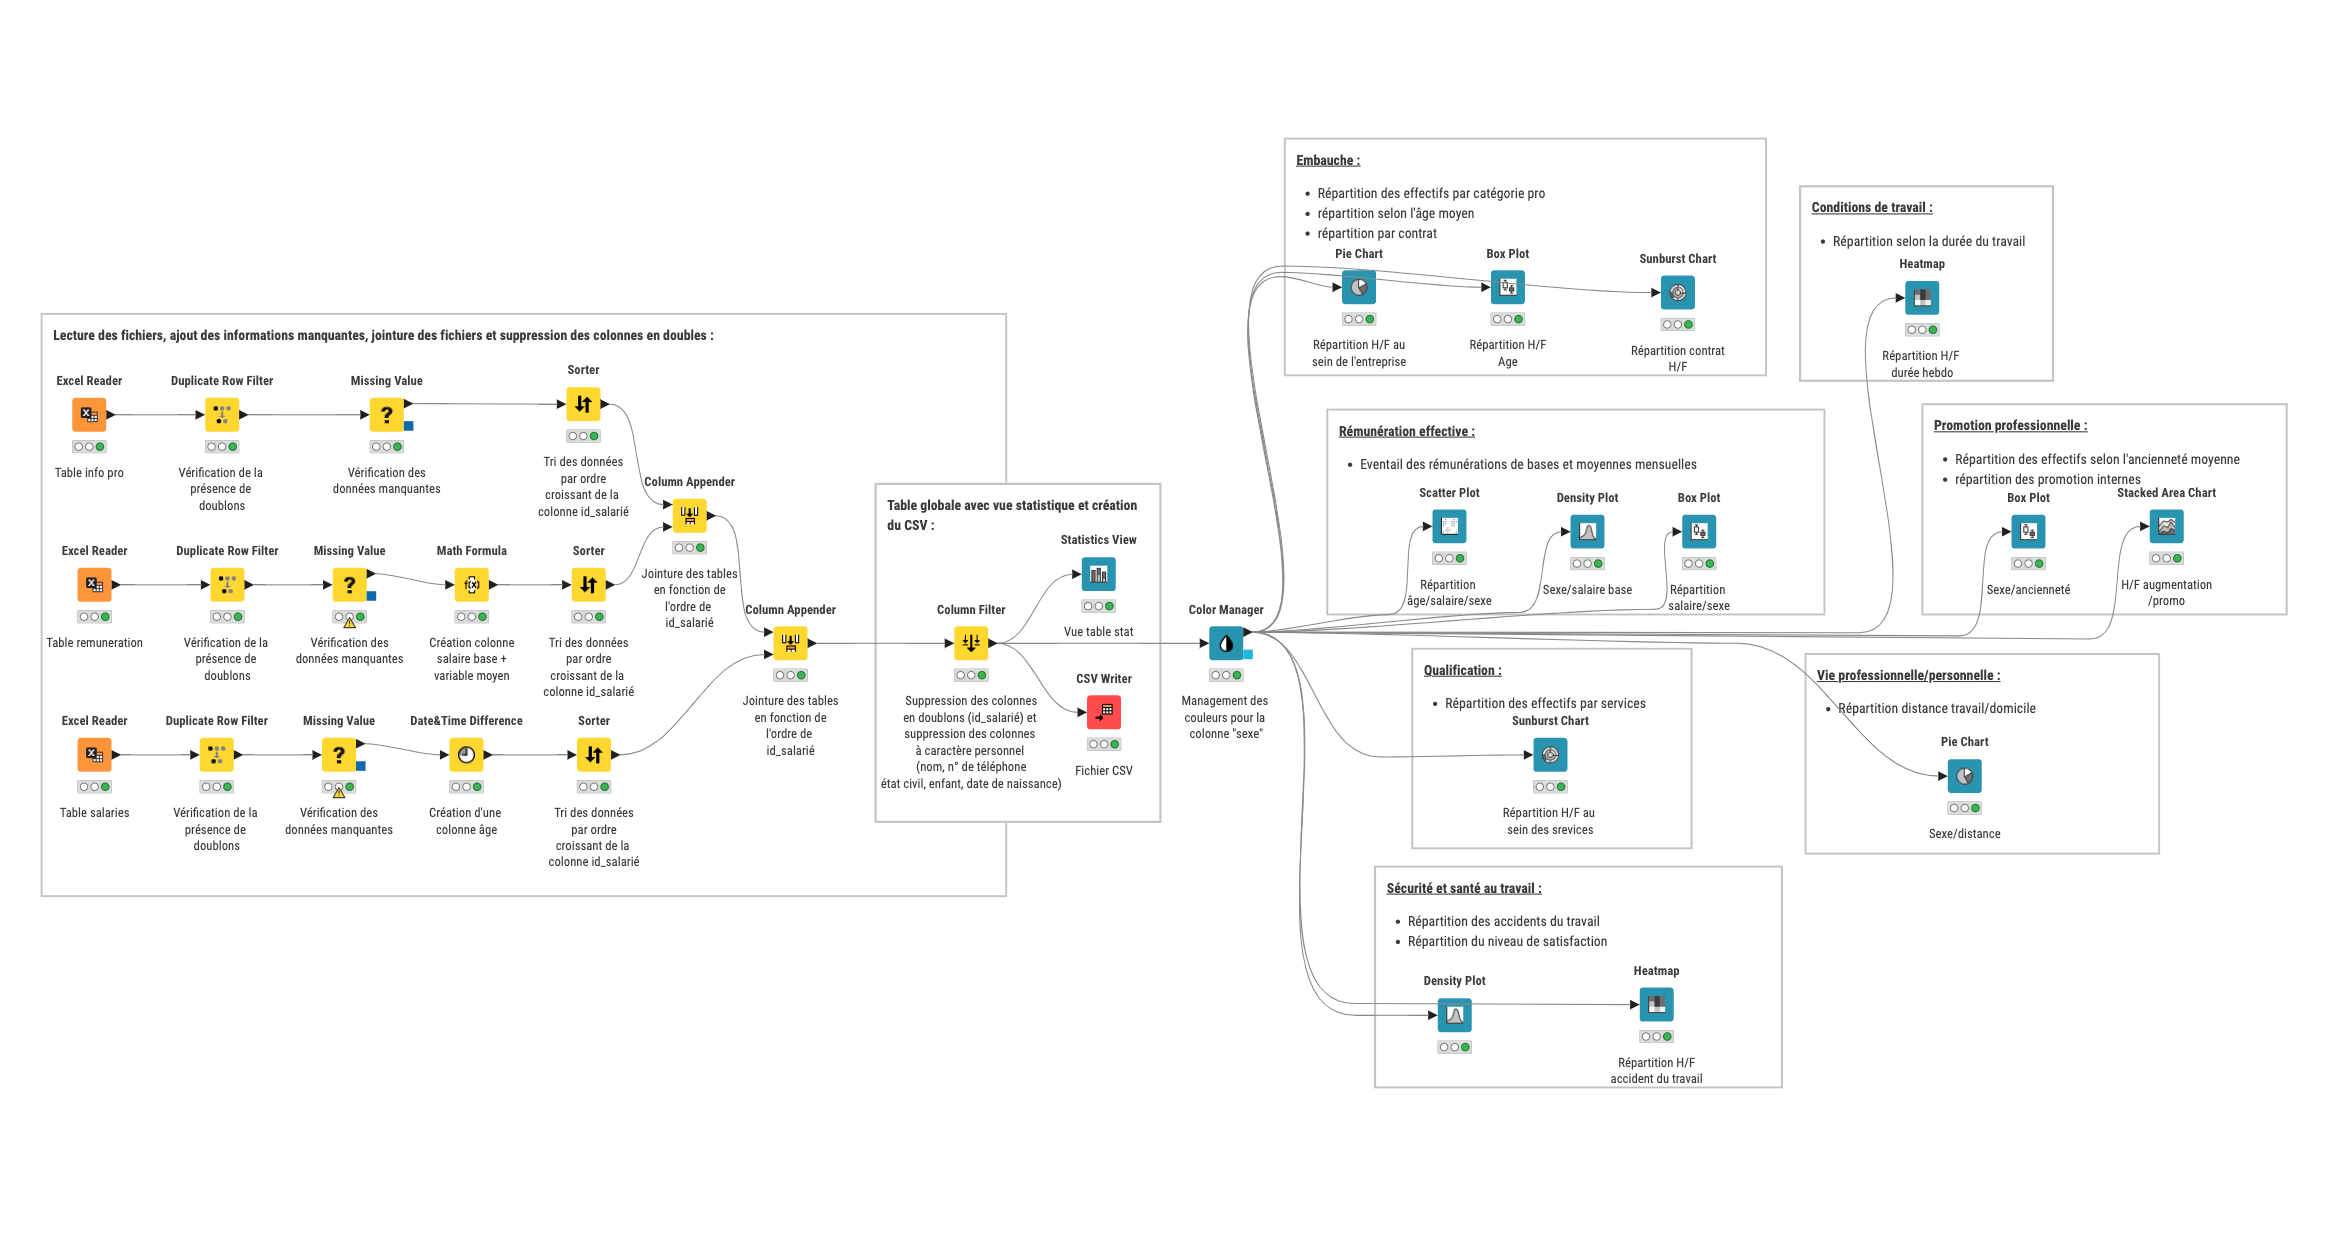 Lecture des fichiers, ajout des informations manquantes, jointure des fichiers et suppression des colonnes en doubles :
Excel Reader
Table info pro
Duplicate Row Filter
Vérification de la
présence de
doublons
Missing Value
?
Vérification des
données manquantes
Sorter
Tri des données
par ordre
croissant de la
colonne id_salarié
Excel Reader
Table remuneration
Duplicate Row Filter
Vérification de la
présence de
doublons
Missing Value
?
Vérification des
données manquantes
Math Formula
f(x)
Création colonne
salaire base +
variable moyen
Sorter
Tri des données
par ordre
croissant de la
colonne id_salarié
Excel Reader
Table salaries
Duplicate Row Filter
Vérification de la
présence de
doublons
Missing Value
?
Vérification des
données manquantes
Date&Time Difference
Création d'une
colonne âge
Sorter
Tri des données
par ordre
croissant de la
colonne id_salarié
Column Appender
Jointure des tables
en fonction de
l'ordre de
id_salarié
Column Appender
Jointure des tables
en fonction de
l'ordre de
id_salarié
Table globale avec vue statistique et création
du CSV :
Column Filter
Suppression des colonnes
en doublons (id_salarié) et
suppression des colonnes
à caractère personnel
(nom, n° de téléphone
état civil, enfant, date de naissance)
Statistics View
Vue table stat
CSV Writer
Fichier CSV
Color Manager
Management des
couleurs pour la
colonne "sexe"
Embauche :
• Répartition des effectifs par catégorie pro
• répartition selon l'âge moyen
• répartition par contrat
Pie Chart
Répartition H/F au
sein de l'entreprise
Box Plot
Répartition H/F
Age
Sunburst Chart
Répartition contrat
H/F
Conditions de travail :
• Répartition selon la durée du travail
Heatmap
Répartition H/F
durée hebdo
Rémunération effective :
• Eventail des rémunérations de bases et moyennes mensuelles
Scatter Plot
Répartition
âge/salaire/sexe
Density Plot
Sexe/salaire base
Box Plot
Répartition
salaire/sexe
Promotion professionnelle :
• Répartition des effectifs selon l'ancienneté moyenne
• répartition des promotion internes
Box Plot
Sexe/ancienneté
Stacked Area Chart
H/F augmentation
/promo
Qualification :
• Répartition des effectifs par services
Sunburst Chart
Répartition H/F au
sein des srevices
Vie professionnelle/personnelle :
• Répartition distance travail/domicile
Pie Chart
Sexe/distance
Sécurité et santé au travail :
• Répartition des accidents du travail
• Répartition du niveau de satisfaction
Density Plot
Heatmap
Répartition H/F
accident du travail